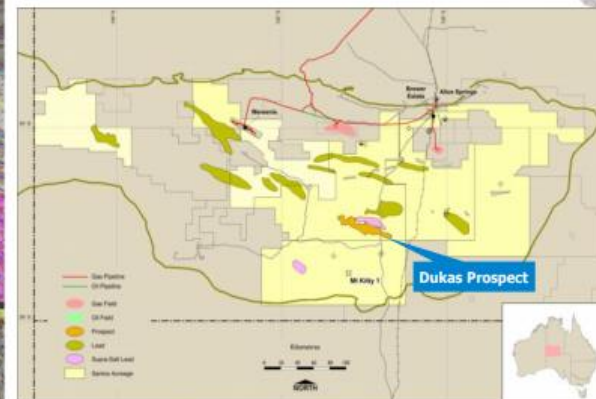 Brewer
Estate
Alice Springs
Mereenie
Dukas Prospect
Mt Kitty 1
Gas Pipeline
Oil Pipeline
Gas Field
Oil Field
Prospect
Lead
Supra-Salt Lead
Santos Acreage
Kilometres
NORTH